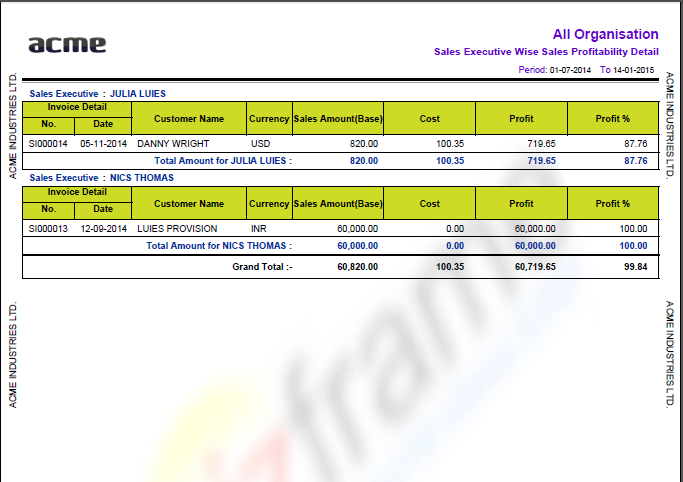 acme
All Organisation
Sales Executive Wise Sales Profitability Detail
Period: 01-07-2014 To 14-01-2015
ACME INDUSTRIES LTD.
ACME INDUSTRIES LTD.
Sales Executive : JULIA LUIES
Invoice Detail
No. Date Customer Name Currency Sales Amount(Base) Cost Profit Profit %
SI000014 05-11-2014 DANNY WRIGHT USD 820.00 100.35 719.65 87.76
Total Amount for JULIA LUIES : 820.00 100.35 719.65 87.76
Sales Executive : NICS THOMAS
Invoice Detail
No. Date Customer Name Currency Sales Amount(Base) Cost Profit Profit %
SI000013 12-09-2014 LUIES PROVISION INR 60,000.00 0.00 60,000.00 100.00
Total Amount for NICS THOMAS : 60,000.00 0.00 60,000.00 100.00
Grand Total :- 60,820.00 100.35 60,719.65 99.84
ACME INDUSTRIES LTD.
ACME INDUSTRIES LTD.
frame